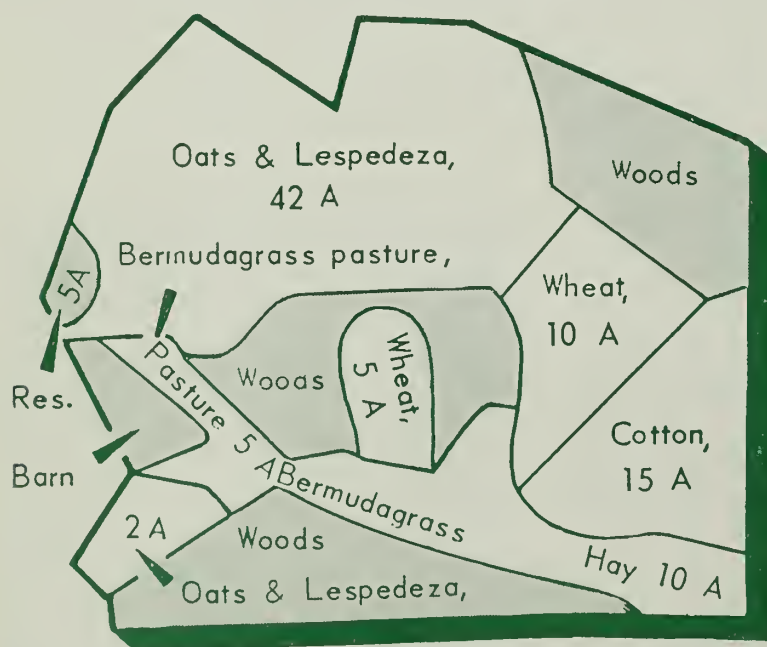 Oats & Lespedeza,
42 A
Woods
5A
Bermudagrass pasture,
Wheat,
10 A
Res.
Pasture 5 A
Woods
Wheat,
5 A
Cotton,
15 A
Barn
Bermudagrass
2 A
Woods
Hay 10 A
Oats & Lespedeza,